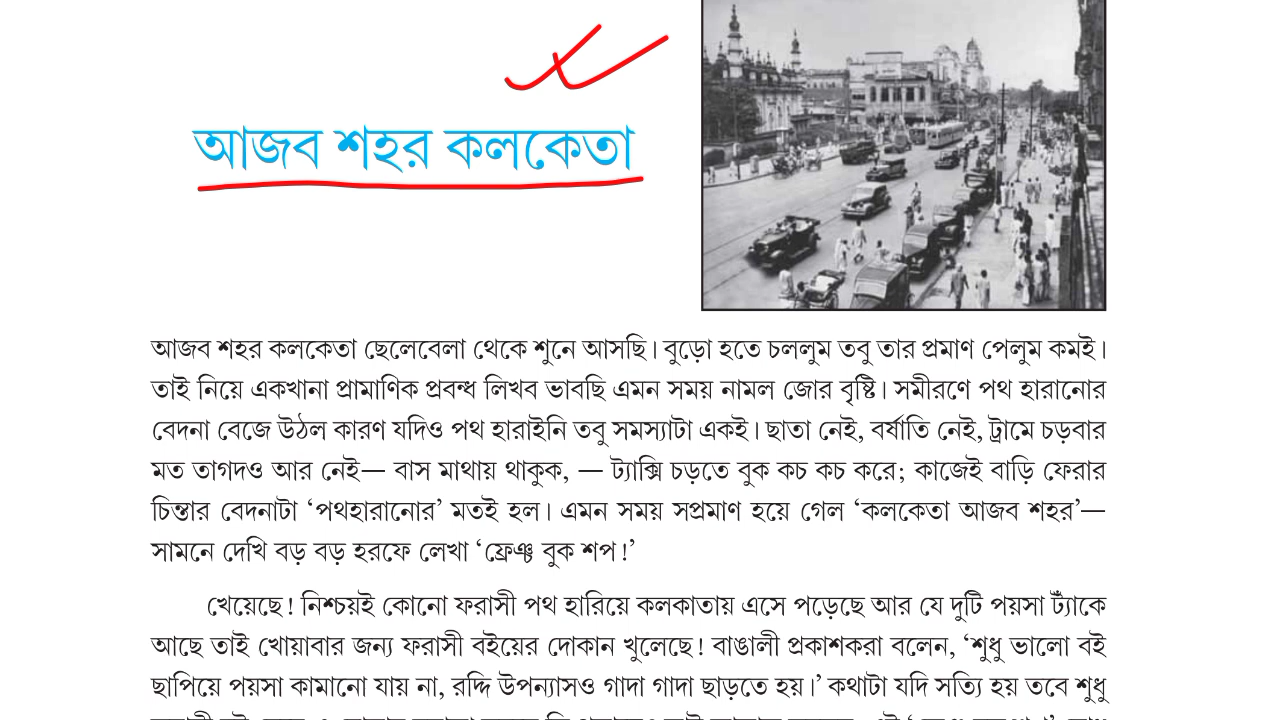 আজব শহর কলকেতা
আজব শহর কলকেতা ছেলেবেলা থেকে শুনে আসছি। বুড়ো হতে চললুম তবু তার প্রমাণ পেলুম কমই।
তাই নিয়ে একখানা প্রামাণিক প্রবন্ধ লিখব ভাবছি এমন সময় নামল জোর বৃষ্টি। সমীরণে পথ হারানোর
বেদনা বেজে উঠল কারণ যদিও পথ হারাইনি তবু সমস্যাটা একই। ছাতা নেই, বর্ষাতি নেই, ট্রামে চড়বার
মত তাগদও আর নেই— বাস মাথায় থাকুক, — ট্যাক্সি চড়তে বুক কচ কচ করে; কাজেই বাড়ি ফেরার
চিন্তার বেদনাটা ‘পথহারানোর’ মতই হল। এমন সময় সপ্রমাণ হয়ে গেল ‘কলকেতা আজব শহর’—
সামনে দেখি বড় বড় হরফে লেখা ‘ফ্রেঞ্চ বুক শপ!’
খেয়েছে! নিশ্চয়ই কোনো ফরাসী পথ হারিয়ে কলকাতায় এসে পড়েছে আর যে দুটি পয়সা ট্যাঁকে
আছে তাই খোয়াবার জন্য ফরাসী বইয়ের দোকান খুলেছে! বাঙালী প্রকাশকরা বলেন, ‘শুধু ভালো বই
ছাপিয়ে পয়সা কামানো যায় না, রদ্দি উপন্যাসও গাদা গাদা ছাড়তে হয়।’ কথাটা যদি সত্যি হয় তবে শুধু